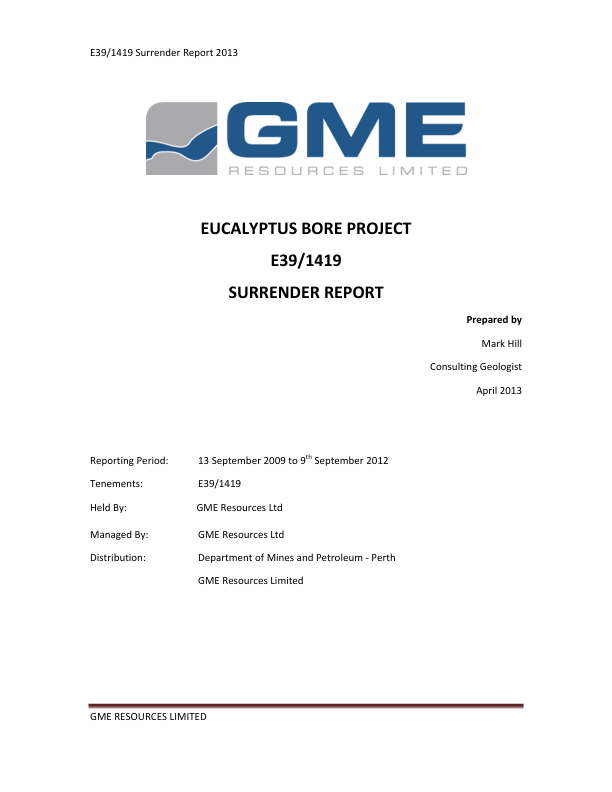 E39/1419 Surrender Report 2013
GME
RESOURCES LIMITED
EUCALYPTUS BORE PROJECT
E39/1419
SURRENDER REPORT
Prepared by
Mark Hill
Consulting Geologist
April 2013
Reporting Period: 13 September 2009 to 9th September 2012
Tenements: E39/1419
Held By: GME Resources Ltd
Managed By: GME Resources Ltd
Distribution: Department of Mines and Petroleum - Perth
GME Resources Limited
GME RESOURCES LIMITED